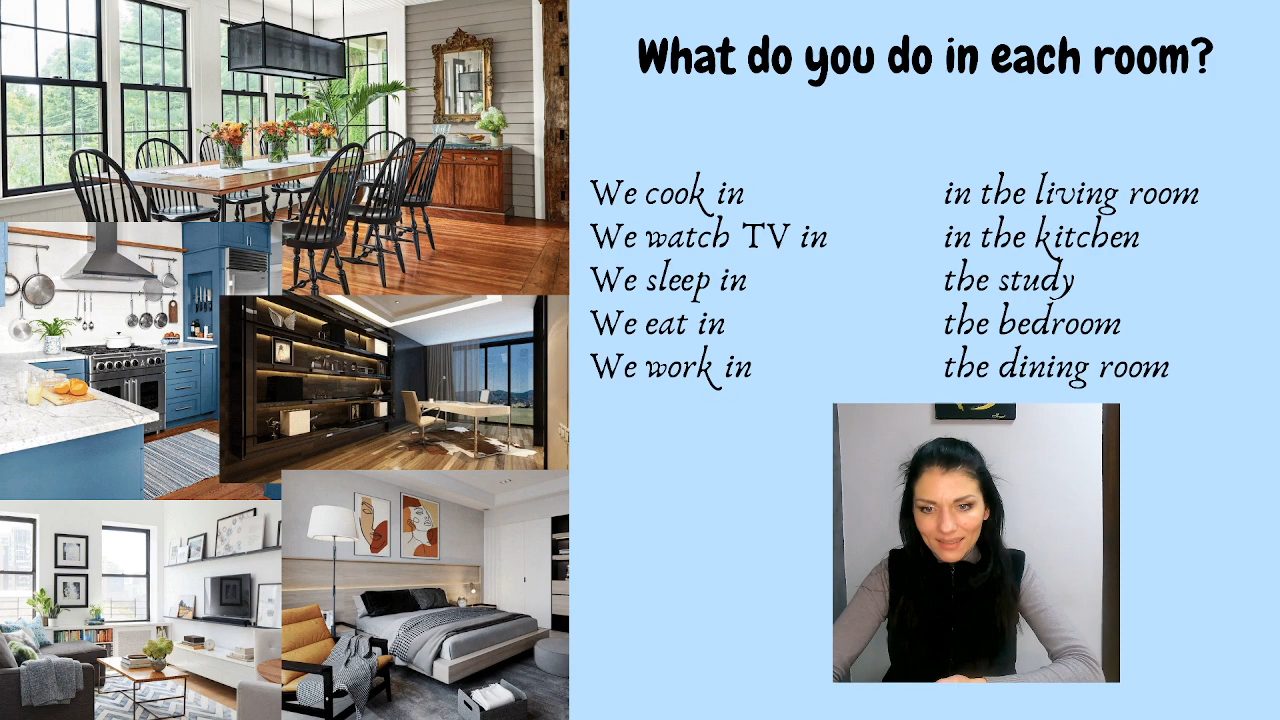 What do you do in each room?
We cook in
We watch TV in
We sleep in
We eat in
We work in
in the living room
in the kitchen
the study
the bedroom
the dining room